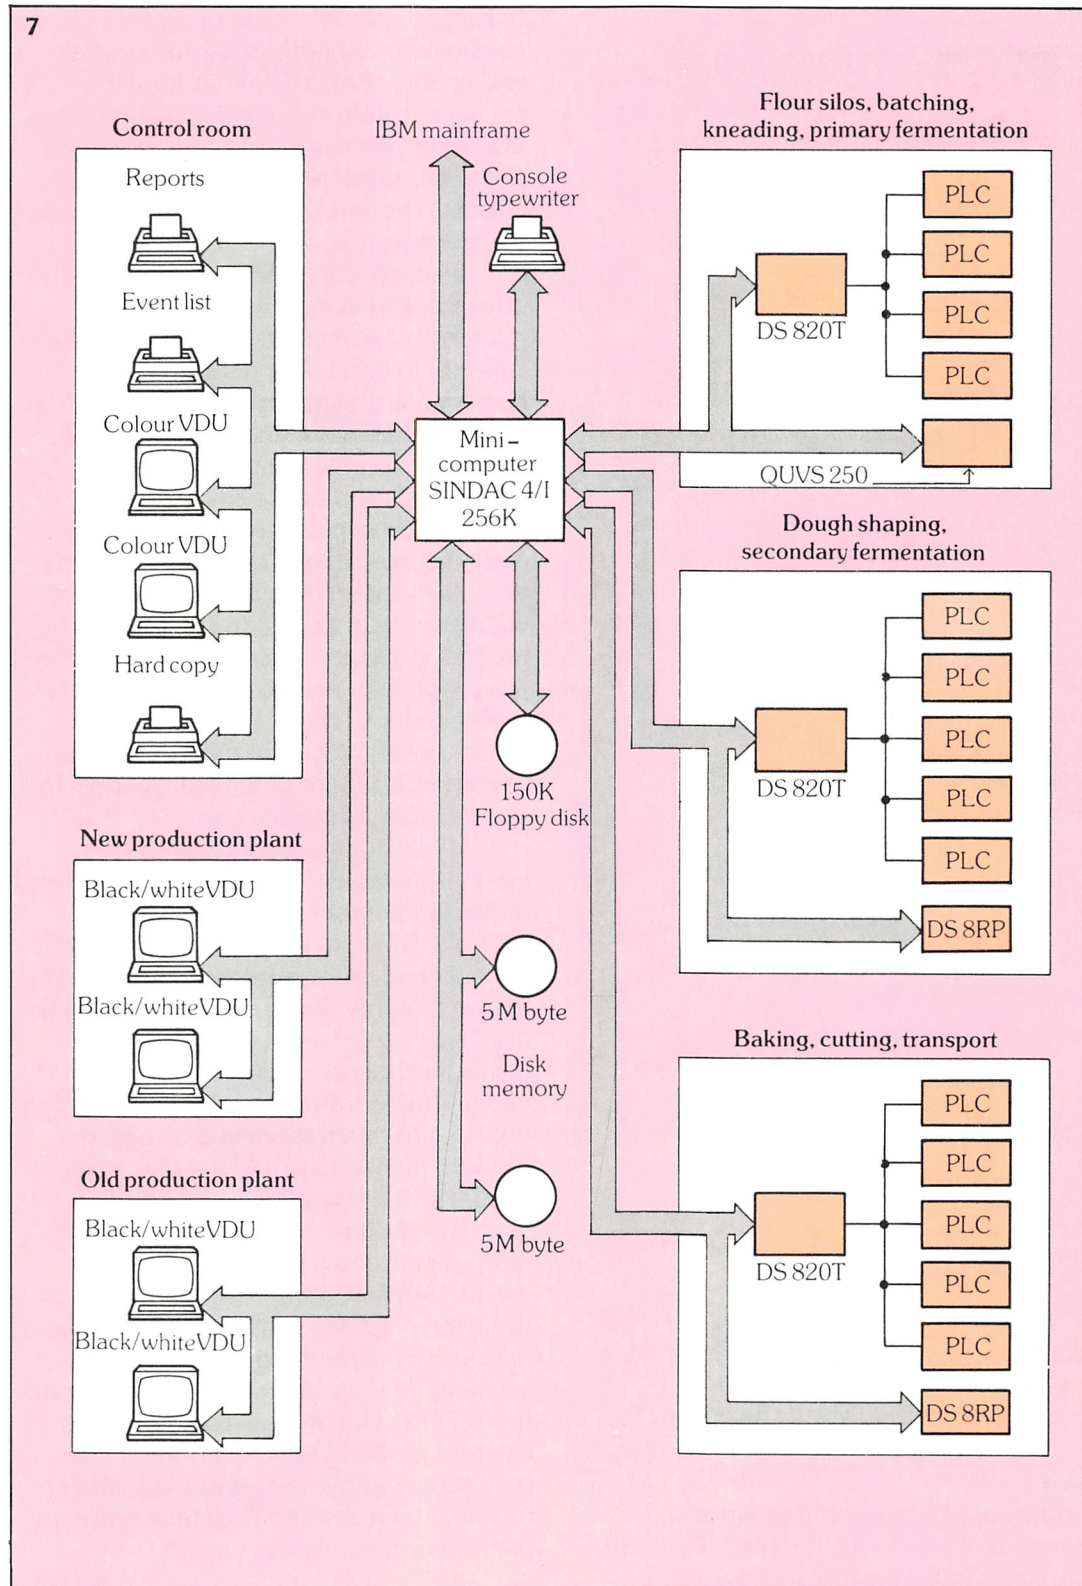 7
Control room
Reports
Event list
Colour VDU
Colour VDU
Hard copy
New production plant
Black/white VDU
Black/white VDU
Old production plant
Black/white VDU
Black/white VDU
IBM mainframe
Console
typewriter
Mini-
computer
SINDAC 4/I
256K
150K
Floppy disk
5M byte
Disk
memory
5M byte
Flour silos, batching,
kneading, primary fermentation
PLC
PLC
DS 820T
PLC
PLC
QUVS 250
Dough shaping,
secondary fermentation
PLC
PLC
PLC
DS 820T
PLC
PLC
DS 8RP
Baking, cutting, transport
PLC
PLC
PLC
DS 820T
PLC
PLC
DS 8RP